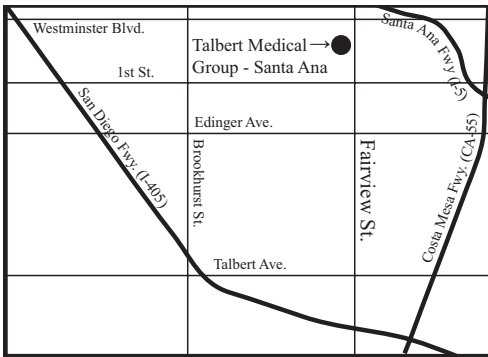 Westminster Blvd.
Santa Ana Fwy (I-5)
Talbert Medical
Group - Santa Ana
1st St.
San Diego Fwy. (I-405)
Edinger Ave.
Brookhurst St.
Fairview St.
Costa Mesa Fwy. (CA-55)
Talbert Ave.